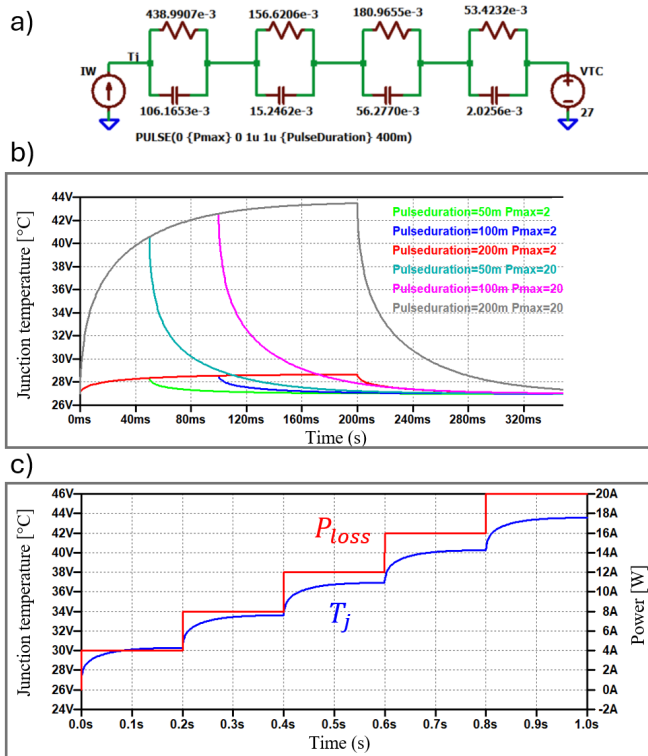 a)
438.9907e-3 156.6206e-3 180.9655e-3 53.4232e-3
Tj
IW VTC
106.1653e-3 15.2462e-3 56.2770e-3 2.0256e-3 27
PULSE(0 {Pmax} 0 1u 1u {PulseDuration} 400m)
b)
Junction temperature [°C]
44V
42V
40V
38V
36V
34V
32V
30V
28V
26V
Pulseduration=50m Pmax=2
Pulseduration=100m Pmax=2
Pulseduration=200m Pmax=2
Pulseduration=50m Pmax=20
Pulseduration=100m Pmax=20
Pulseduration=200m Pmax=20
0ms 40ms 80ms 120ms 160ms 200ms 240ms 280ms 320ms
Time (s)
c)
Junction temperature [°C]
46V
44V
42V
40V
38V
36V
34V
32V
30V
28V
26V
24V
P_loss
T_j
20A
18A
16A
14A
12A
10A
8A
6A
4A
2A
0A
-2A
Power [W]
0.0s 0.1s 0.2s 0.3s 0.4s 0.5s 0.6s 0.7s 0.8s 0.9s 1.0s
Time (s)